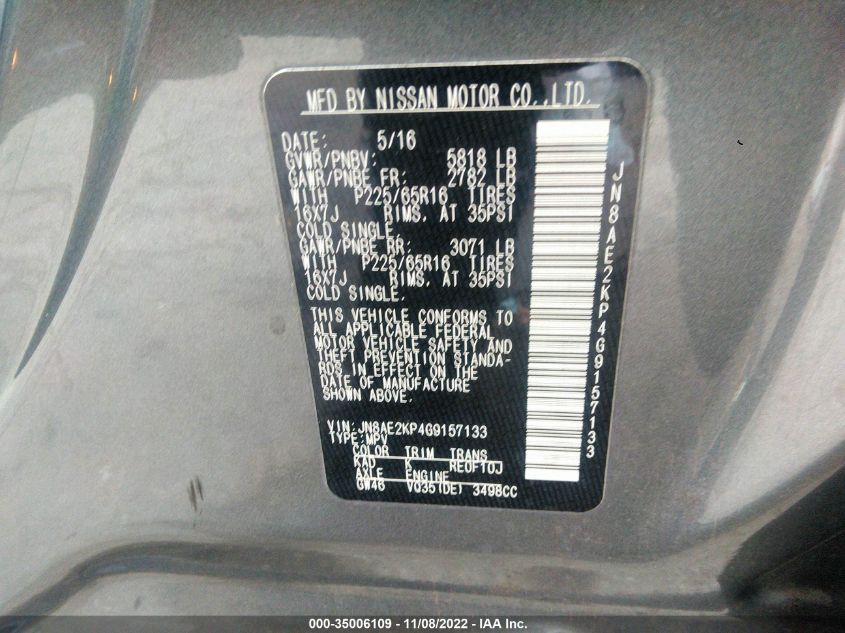 MFD BY NISSAN MOTOR CO.,LTD.
DATE: 5/16
GVWR/PNBV: 5818 LB
GAWR/PNBE FR: 2782 LB
WITH P225/65R16 TIRES
16X7J RIMS, AT 35PSI
COLD SINGLE.
GAWR/PNBE RR: 3071 LB
WITH P225/65R16 TIRES
16X7J RIMS, AT 35PSI
COLD SINGLE.
THIS VEHICLE CONFORMS TO
ALL APPLICABLE FEDERAL
MOTOR VEHICLE SAFETY AND
THEFT PREVENTION STANDA-
RDS IN EFFECT ON THE
DATE OF MANUFACTURE
SHOWN ABOVE.
VIN:JN8AE2KP4G9157133
TYPE:MPV
COLOR TRIM TRANS
KAD K RE0F10J
AXLE ENGINE
GW46 VQ35(DE) 3498CC
JN8AE2KP4G9157133
000-35006109 - 11/08/2022 - IAA Inc.